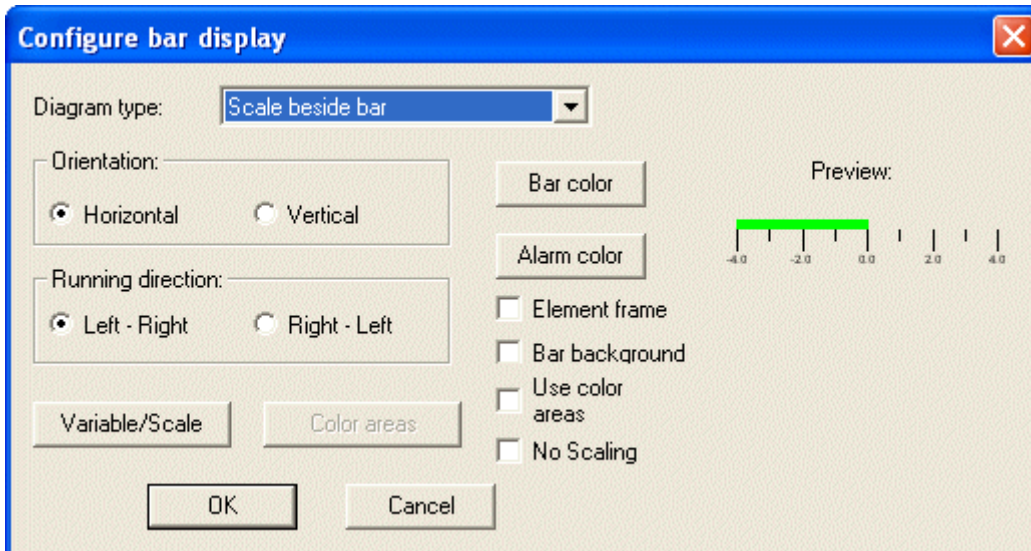 Configure bar display
Diagram type:
Scale beside bar
Orientation:
Horizontal
Vertical
Bar color
Preview:
-4.0 -2.0 0.0 2.0 4.0
Alarm color
Running direction:
Left - Right
Right - Left
Element frame
Bar background
Use color
areas
No Scaling
Variable/Scale
Color areas
OK
Cancel